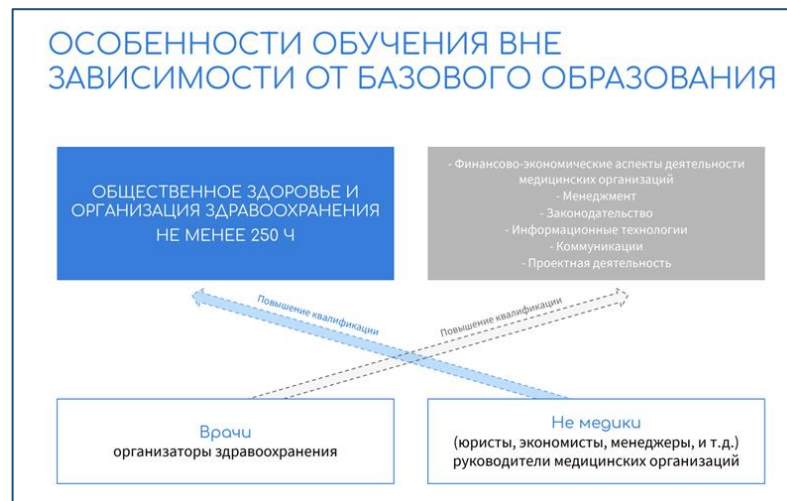 ОСОБЕННОСТИ ОБУЧЕНИЯ ВНЕ
ЗАВИСИМОСТИ ОТ БАЗОВОГО ОБРАЗОВАНИЯ
ОБЩЕСТВЕННОЕ ЗДОРОВЬЕ И
ОРГАНИЗАЦИЯ ЗДРАВООХРАНЕНИЯ
НЕ МЕНЕЕ 250 Ч
- Финансово-экономические аспекты деятельности
медицинских организаций
- Менеджмент
- Законодательство
- Информационные технологии
- Коммуникации
- Проектная деятельность
Повышение квалификации
Повышение квалификации
Врачи
организаторы здравоохранения
Не медики
(юристы, экономисты, менеджеры, и т.д.)
руководители медицинских организаций